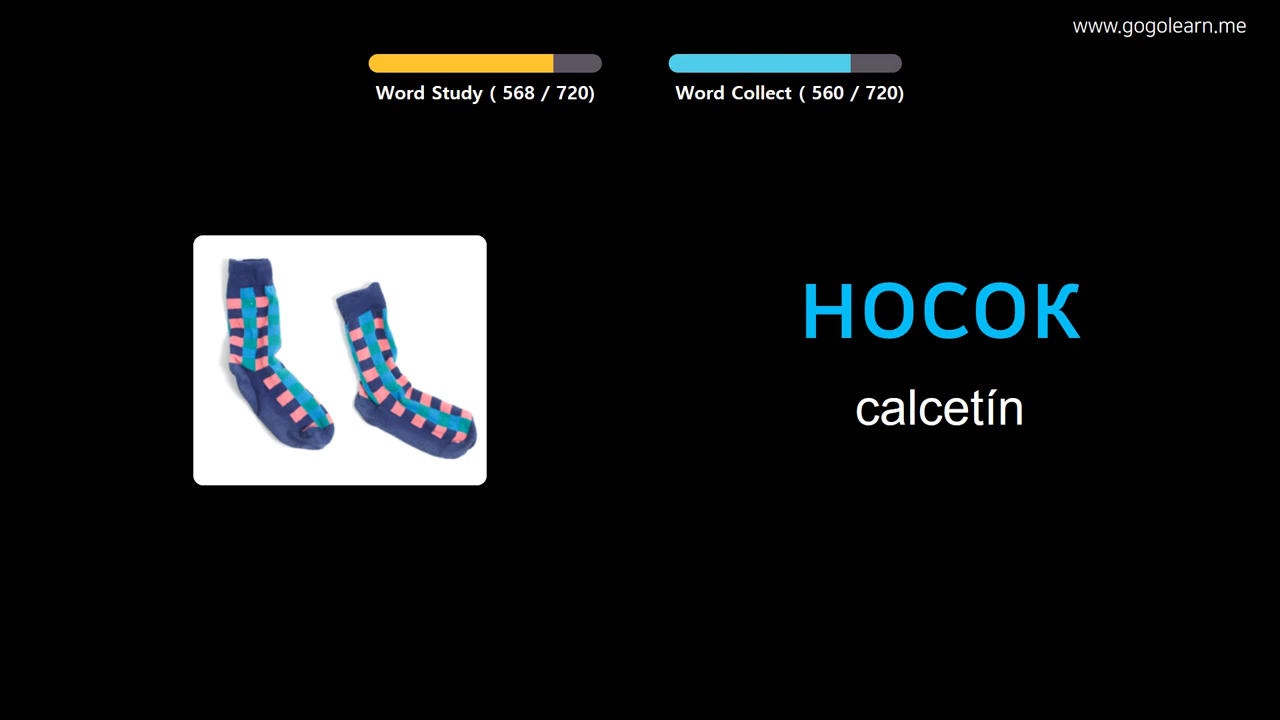 www.gogolearn.me
Word Study ( 568 / 720)
Word Collect ( 560 / 720)
носок
calcetín